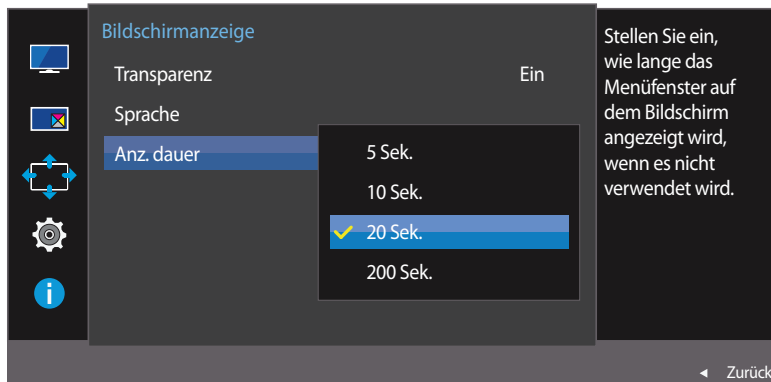 Bildschirmanzeige
Transparenz Ein
Sprache
Anz. dauer
5 Sek.
10 Sek.
20 Sek.
200 Sek.
Stellen Sie ein,
wie lange das
Menüfenster auf
dem Bildschirm
angezeigt wird,
wenn es nicht
verwendet wird.
Zurück